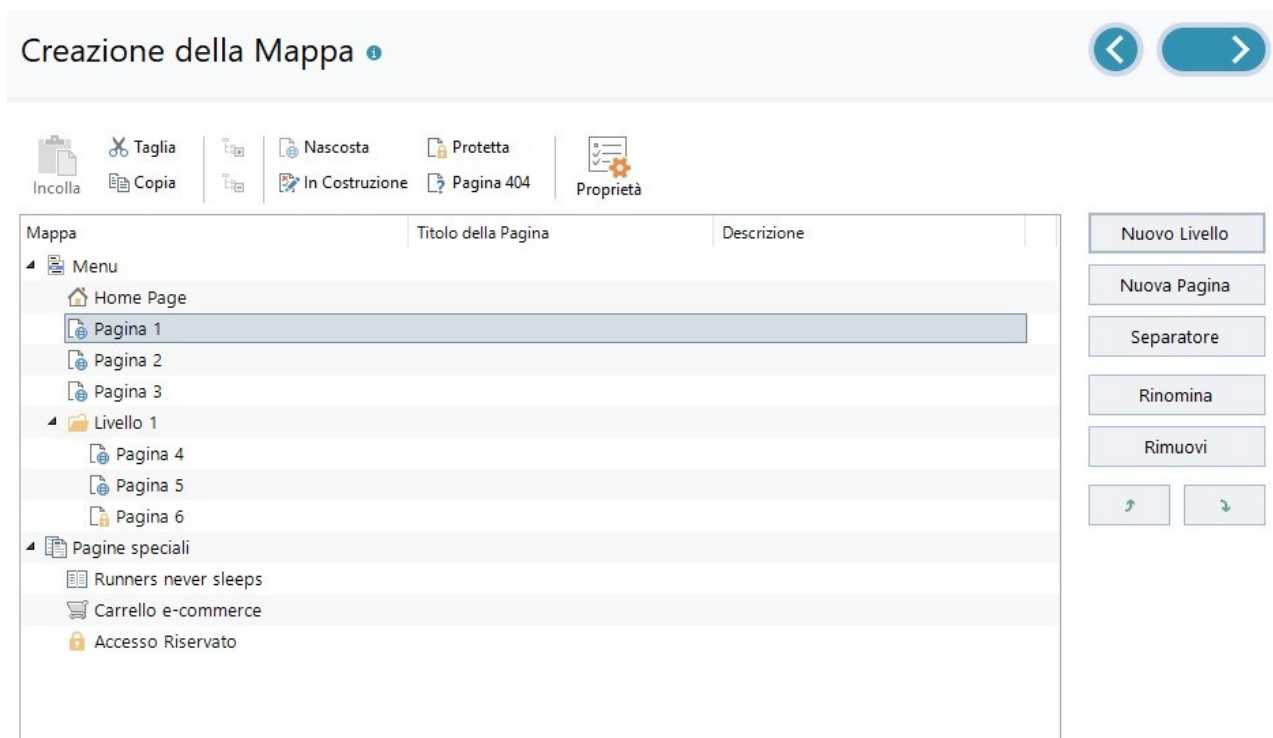 Creazione della Mappa
Taglia Nascosta Protetta
Incolla Copia In Costruzione Pagina 404 Proprietà
Mappa Titolo della Pagina Descrizione
Menu
Home Page
Pagina 1
Pagina 2
Pagina 3
Livello 1
Pagina 4
Pagina 5
Pagina 6
Pagine speciali
Runners never sleeps
Carrello e-commerce
Accesso Riservato
Nuovo Livello
Nuova Pagina
Separatore
Rinomina
Rimuovi